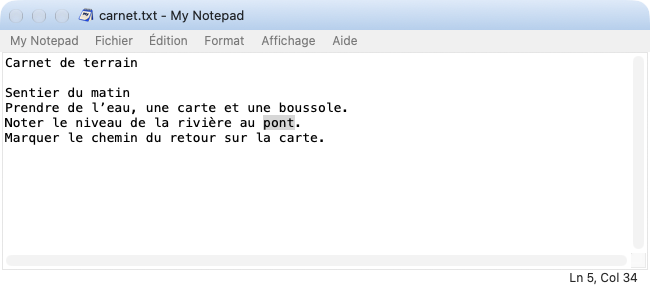 carnet.txt - My Notepad
My Notepad Fichier Édition Format Affichage Aide
Carnet de terrain
Sentier du matin
Prendre de l’eau, une carte et une boussole.
Noter le niveau de la rivière au pont.
Marquer le chemin du retour sur la carte.
Ln 5, Col 34